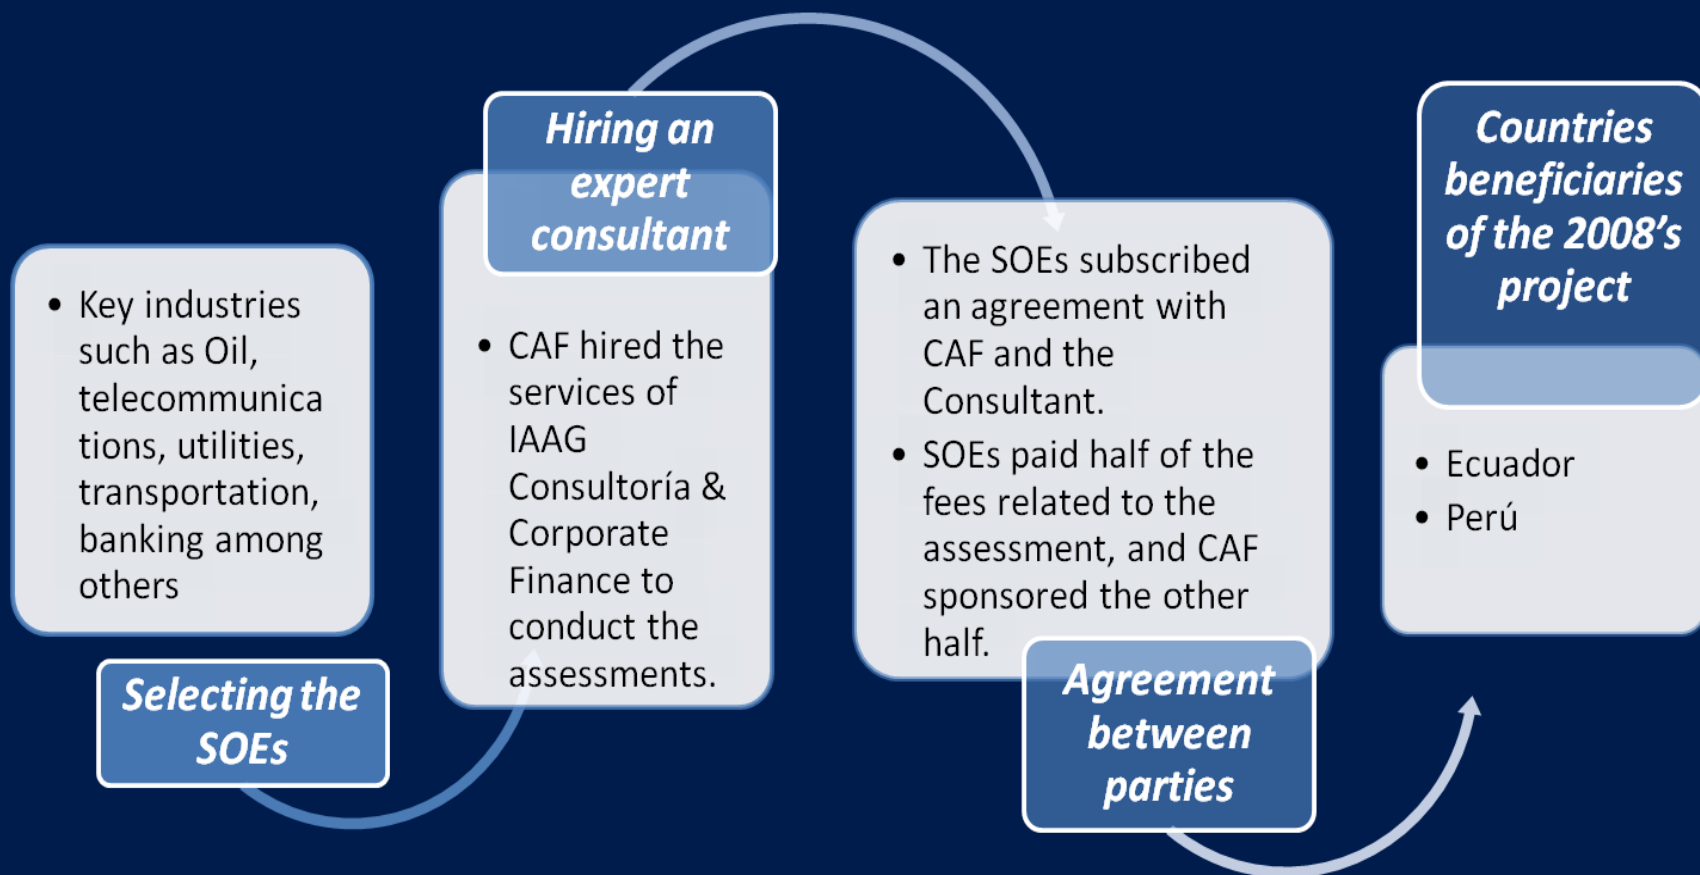 • Key industries
such as Oil,
telecommunica
tions, utilities,
transportation,
banking among
others
Selecting the
SOEs
Hiring an
expert
consultant
• CAF hired the
services of
IAAG
Consultoría &
Corporate
Finance to
conduct the
assessments.
• The SOEs subscribed
an agreement with
CAF and the
Consultant.
• SOEs paid half of the
fees related to the
assessment, and CAF
sponsored the other
half.
Agreement
between
parties
Countries
beneficiaries
of the 2008's
project
• Ecuador
• Perú